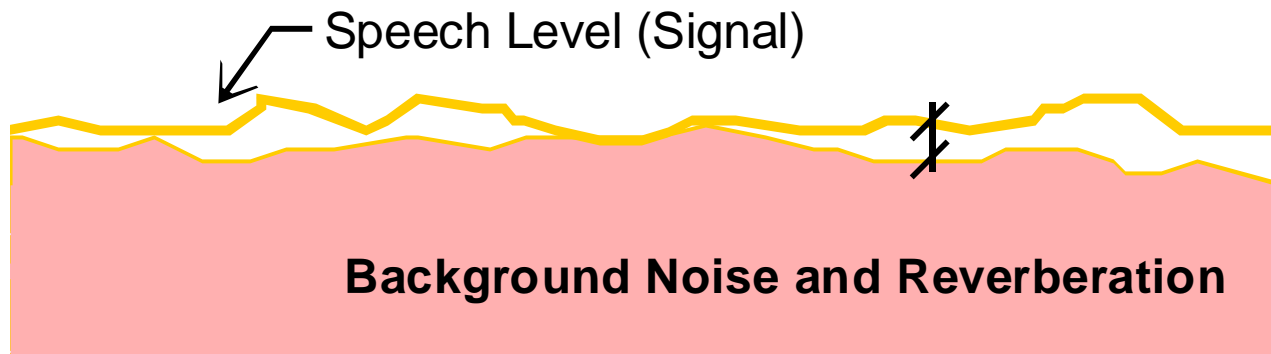 Speech Level (Signal)
Background Noise and Reverberation